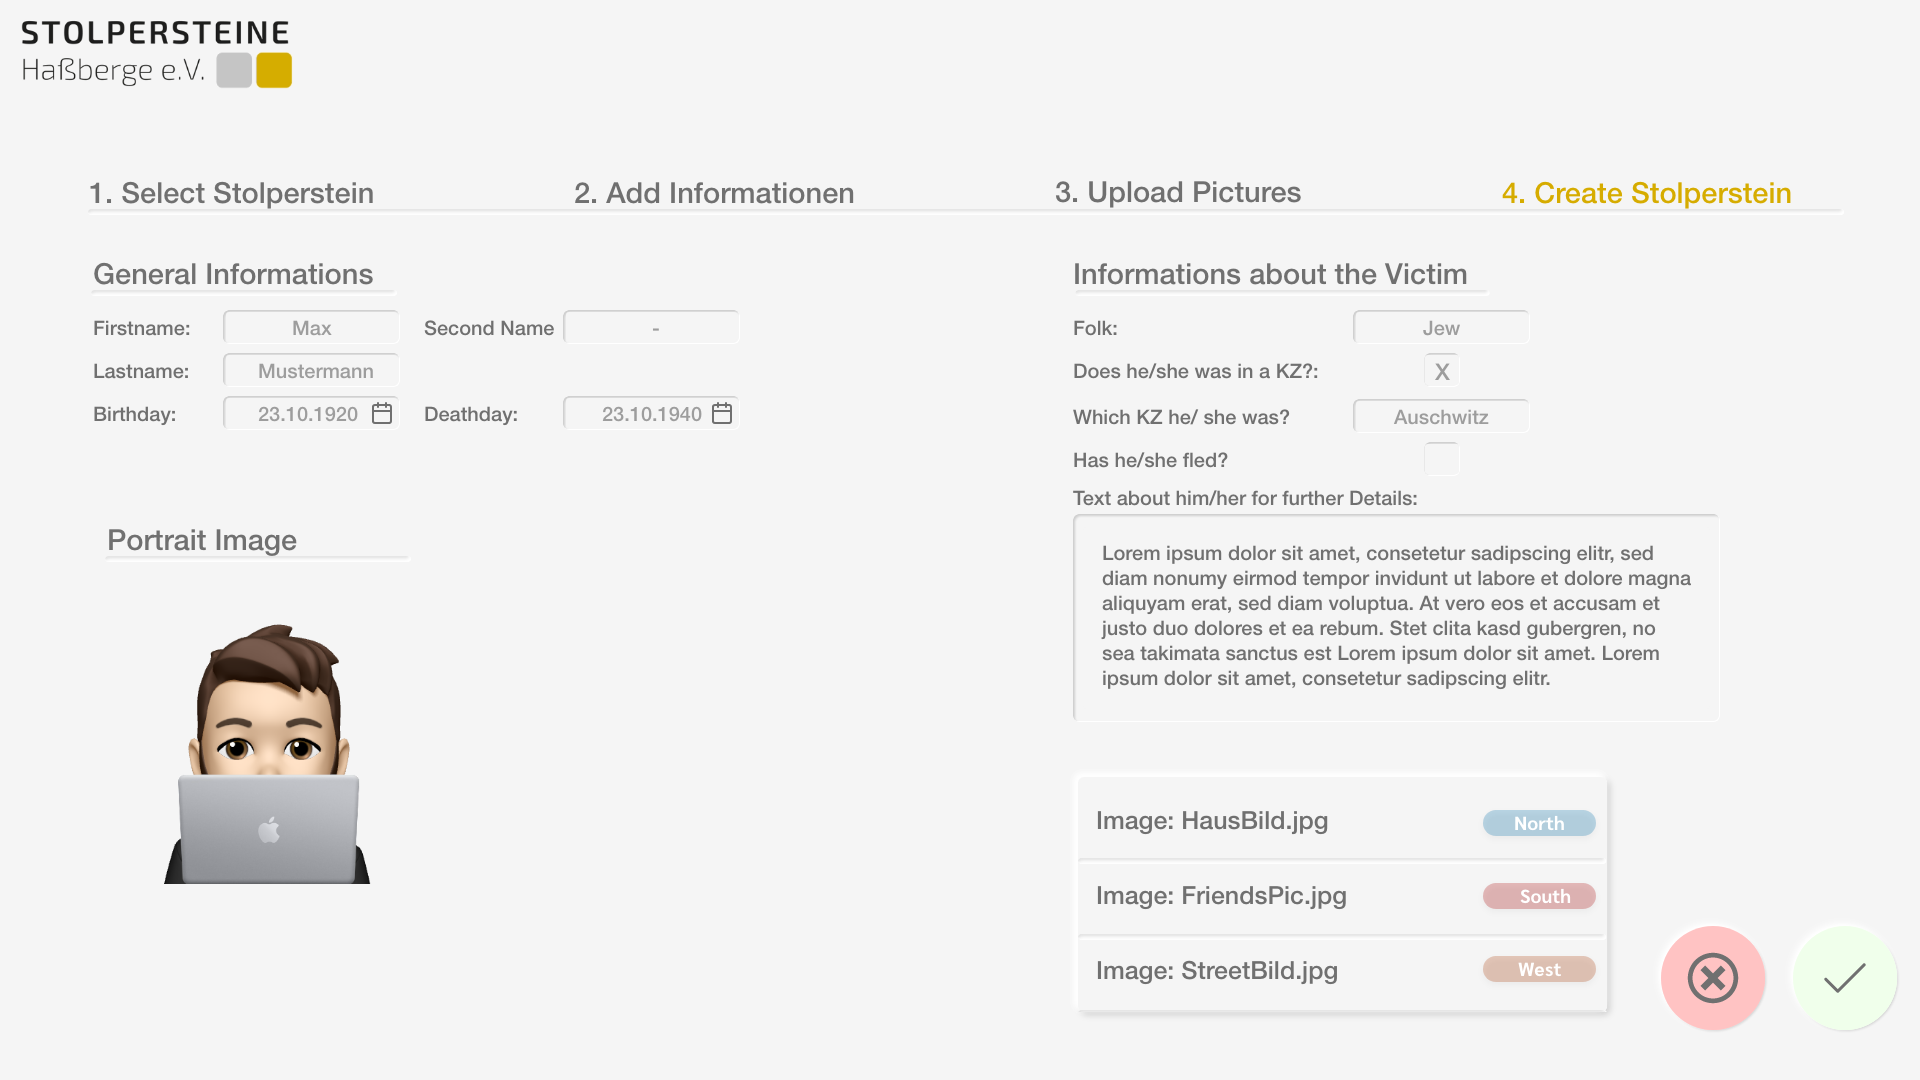 STOLPERSTEINE
Haßberge e.V.
1. Select Stolperstein
2. Add Informationen
3. Upload Pictures
4. Create Stolperstein
General Informations
Firstname: Max Second Name -
Lastname: Mustermann
Birthday: 23.10.1920 Deathday: 23.10.1940
Portrait Image
Informations about the Victim
Folk: Jew
Does he/she was in a KZ?: X
Which KZ he/ she was? Auschwitz
Has he/she fled?
Text about him/her for further Details:
Lorem ipsum dolor sit amet, consetetur sadipscing elitr, sed
diam nonumy eirmod tempor invidunt ut labore et dolore magna
aliquyam erat, sed diam voluptua. At vero eos et accusam et
justo duo dolores et ea rebum. Stet clita kasd gubergren, no
sea takimata sanctus est Lorem ipsum dolor sit amet. Lorem
ipsum dolor sit amet, consetetur sadipscing elitr.
Image: HausBild.jpg North
Image: FriendsPic.jpg South
Image: StreetBild.jpg West